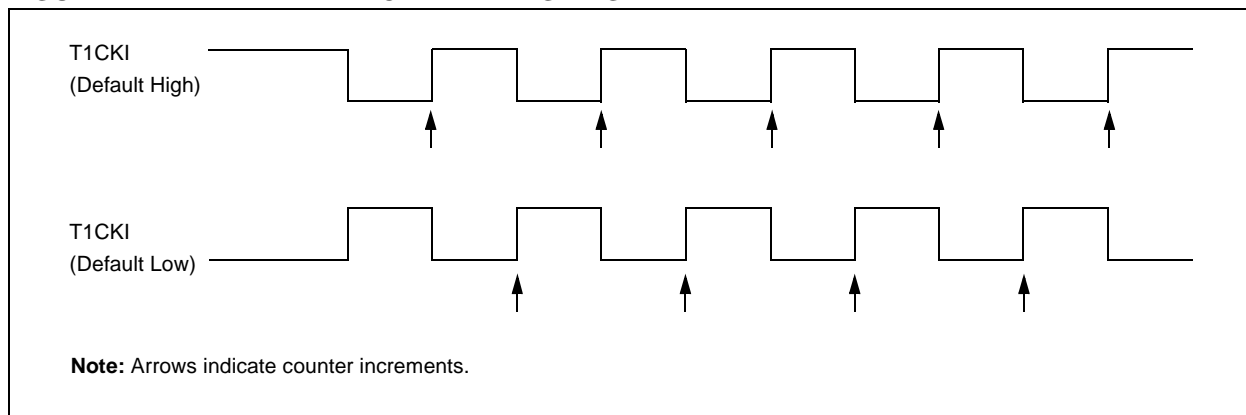 T1CKI
(Default High)
T1CKI
(Default Low)
Note: Arrows indicate counter increments.